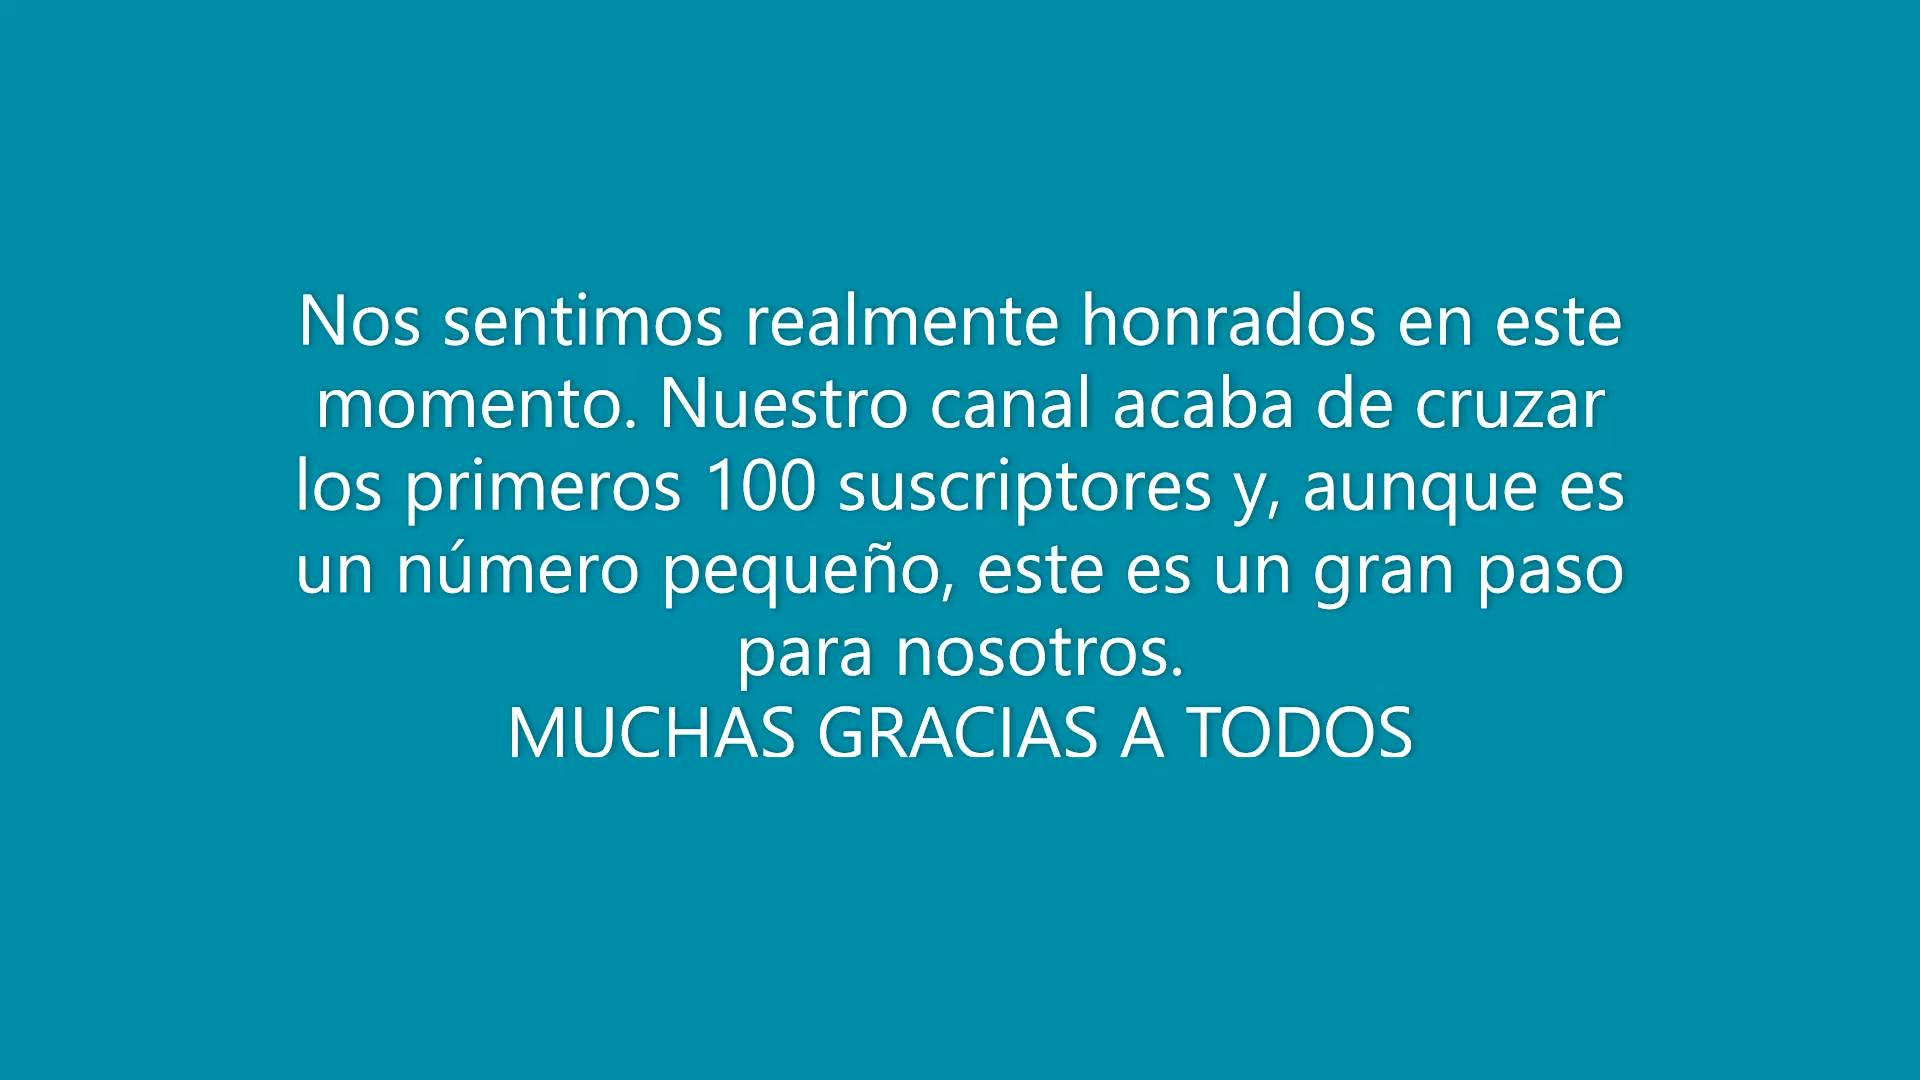 Nos sentimos realmente honrados en este
momento. Nuestro canal acaba de cruzar
los primeros 100 suscriptores y, aunque es
un número pequeño, este es un gran paso
para nosotros.
MUCHAS GRACIAS A TODOS